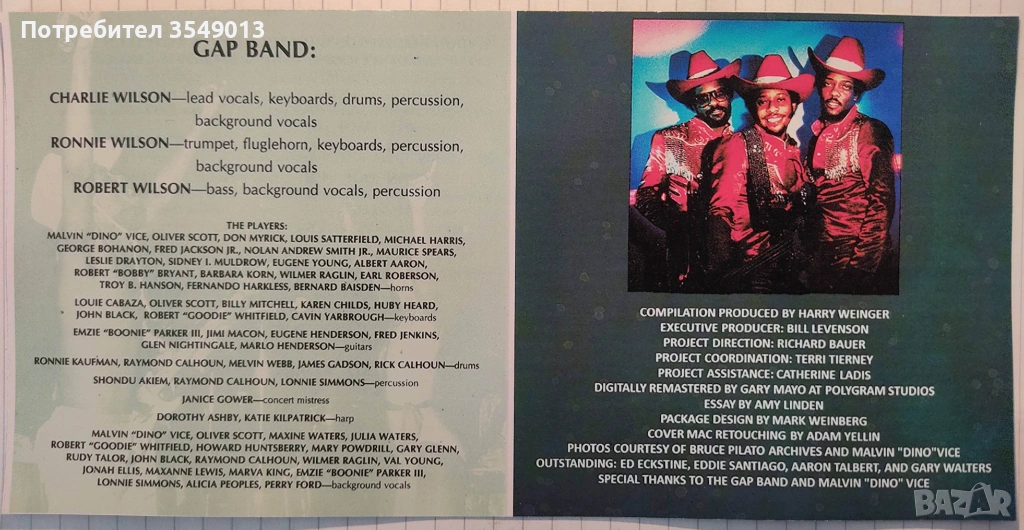 Потребител 3549013
GAP BAND:
CHARLIE WILSON—lead vocals, keyboards, drums, percussion,
background vocals
RONNIE WILSON—trumpet, fluglehorn, keyboards, percussion,
background vocals
ROBERT WILSON—bass, background vocals, percussion
THE PLAYERS:
MALVIN "DINO" VICE, OLIVER SCOTT, DON MYRICK, LOUIS SATTERFIELD, MICHAEL HARRIS,
GEORGE BOHANON, FRED JACKSON JR., NOLAN ANDREW SMITH JR., MAURICE SPEARS,
LESLIE DRAYTON, SIDNEY I. MULDROW, EUGENE YOUNG, ALBERT AARON,
ROBERT "BOBBY" BRYANT, BARBARA KORN, WILMER RAGLIN, EARL ROBERSON,
TROY B. HANSON, FERNANDO HARKLESS, BERNARD BAISDEN—horns
LOUIE CABAZA, OLIVER SCOTT, BILLY MITCHELL, KAREN CHILDS, HUBY HEARD,
JOHN BLACK, ROBERT "GOODIE" WHITFIELD, CAVIN YARBROUGH—keyboards
EMZIE "BOONIE" PARKER III, JIMI MACON, EUGENE HENDERSON, FRED JENKINS,
GLEN NIGHTINGALE, MARLO HENDERSON—guitars
RONNIE KAUFMAN, RAYMOND CALHOUN, MELVIN WEBB, JAMES GADSON, RICK CALHOUN—drums
SHONDU AKIEM, RAYMOND CALHOUN, LONNIE SIMMONS—percussion
JANICE GOWER—concert mistress
DOROTHY ASHBY, KATIE KILPATRICK—harp
MALVIN "DINO" VICE, OLIVER SCOTT, MAXINE WATERS, JULIA WATERS,
ROBERT "GOODIE" WHITFIELD, HOWARD HUNTSBERRY, MARY POWDRILL, GARY GLENN,
RUDY TALOR, JOHN BLACK, RAYMOND CALHOUN, WILMER RAGLIN, VAL YOUNG,
JONAH ELLIS, MAXANNE LEWIS, MARVA KING, EMZIE "BOONIE" PARKER III,
LONNIE SIMMONS, ALICIA PEOPLES, PERRY FORD—background vocals
COMPILATION PRODUCED BY HARRY WEINGER
EXECUTIVE PRODUCER: BILL LEVENSON
PROJECT DIRECTION: RICHARD BAUER
PROJECT COORDINATION: TERRI TIERNEY
PROJECT ASSISTANCE: CATHERINE LADIS
DIGITALLY REMASTERED BY GARY MAYO AT POLYGRAM STUDIOS
ESSAY BY AMY LINDEN
PACKAGE DESIGN BY MARK WEINBERG
COVER MAC RETOUCHING BY ADAM YELLIN
PHOTOS COURTESY OF BRUCE PILATO ARCHIVES AND MALVIN "DINO"VICE
OUTSTANDING: ED ECKSTINE, EDDIE SANTIAGO, AARON TALBERT, AND GARY WALTERS
SPECIAL THANKS TO THE GAP BAND AND MALVIN "DINO" VICE
BAZAR